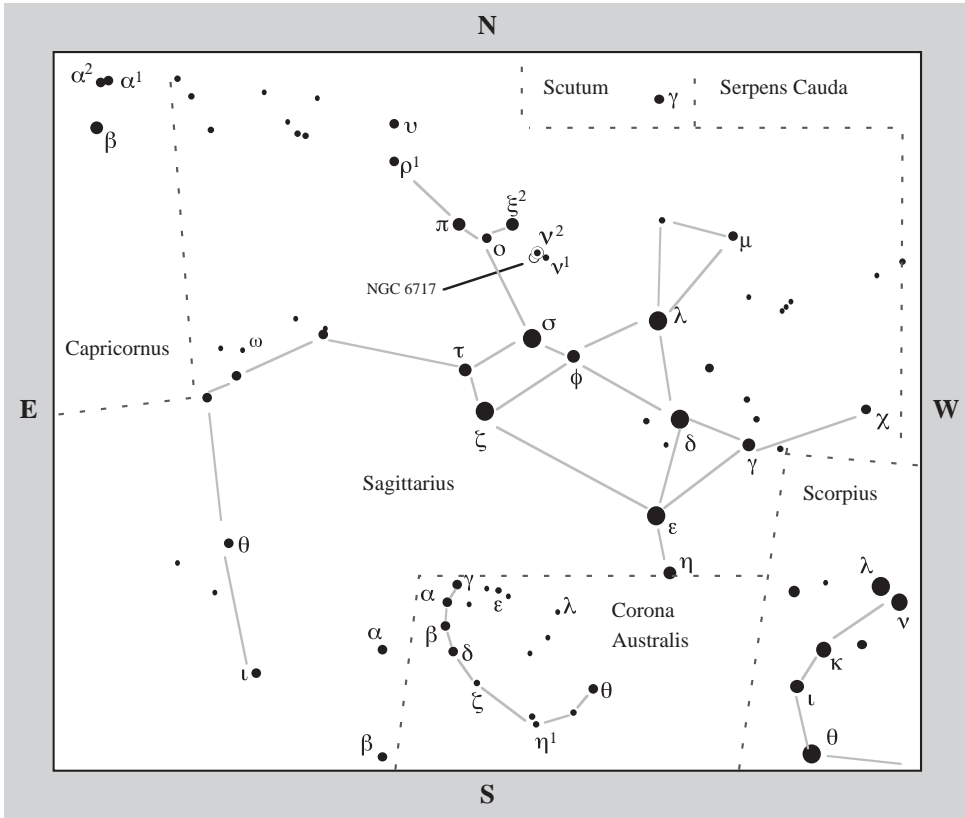 N
α² α¹
Scutum
γ
Serpens Cauda
β
υ
ρ¹
π
ξ²
ο
ν²
ν¹
μ
NGC 6717
σ
λ
ω
Capricornus
τ
φ
E
W
ζ
δ
χ
γ
Sagittarius
Scorpius
ε
θ
η
γ
α
ε
λ
Corona
Australis
λ
ν
β
α
δ
κ
ι
ζ
θ
ι
η¹
θ
β
S